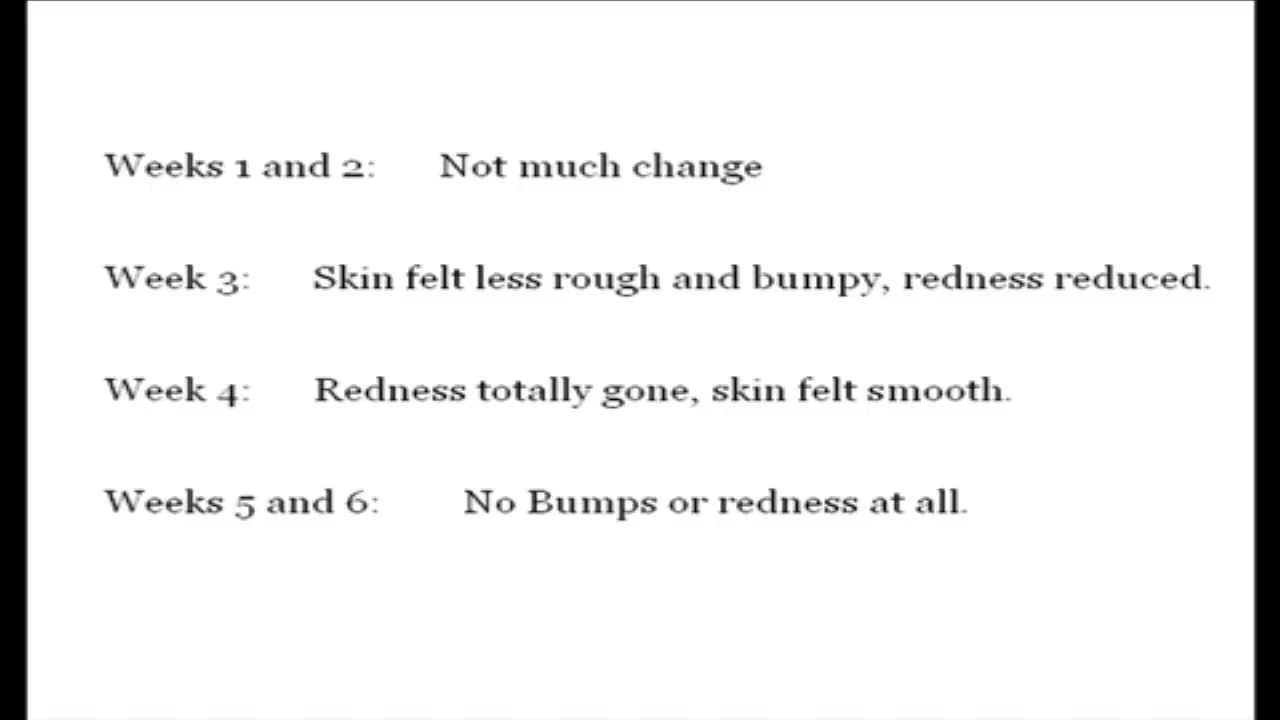 Weeks 1 and 2: Not much change
Week 3: Skin felt less rough and bumpy, redness reduced.
Week 4: Redness totally gone, skin felt smooth.
Weeks 5 and 6: No Bumps or redness at all.